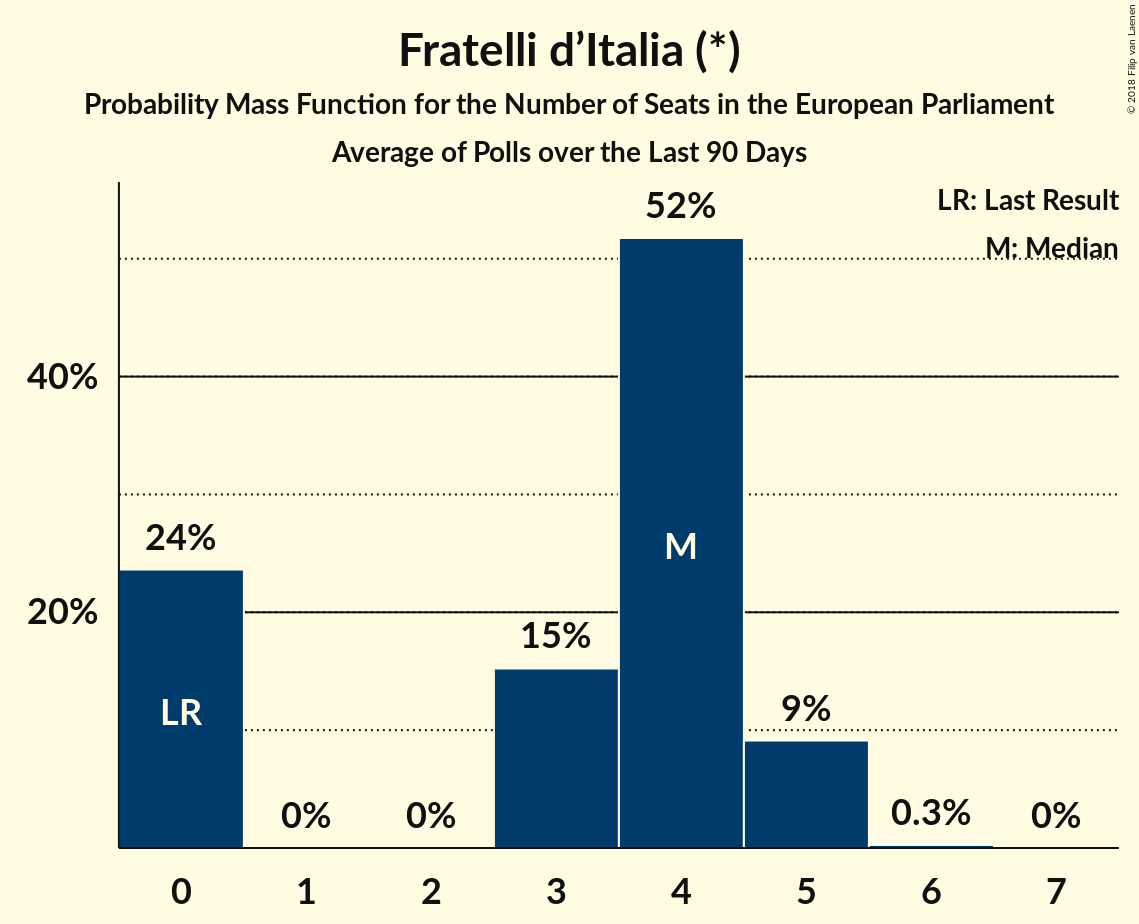 Fratelli d’Italia (*)
Probability Mass Function for the Number of Seats in the European Parliament
Average of Polls over the Last 90 Days
© 2018 Filip van Laenen
LR: Last Result
M: Median
52%
40%
24%
M
20%
15%
LR
9%
0%
0%
0.3%
0%
0 1 2 3 4 5 6 7